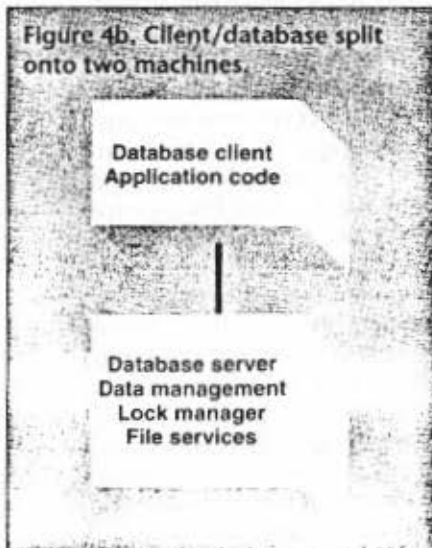 Figure 4b. Client/database split
onto two machines.
Database client
Application code
Database server
Data management
Lock manager
File services